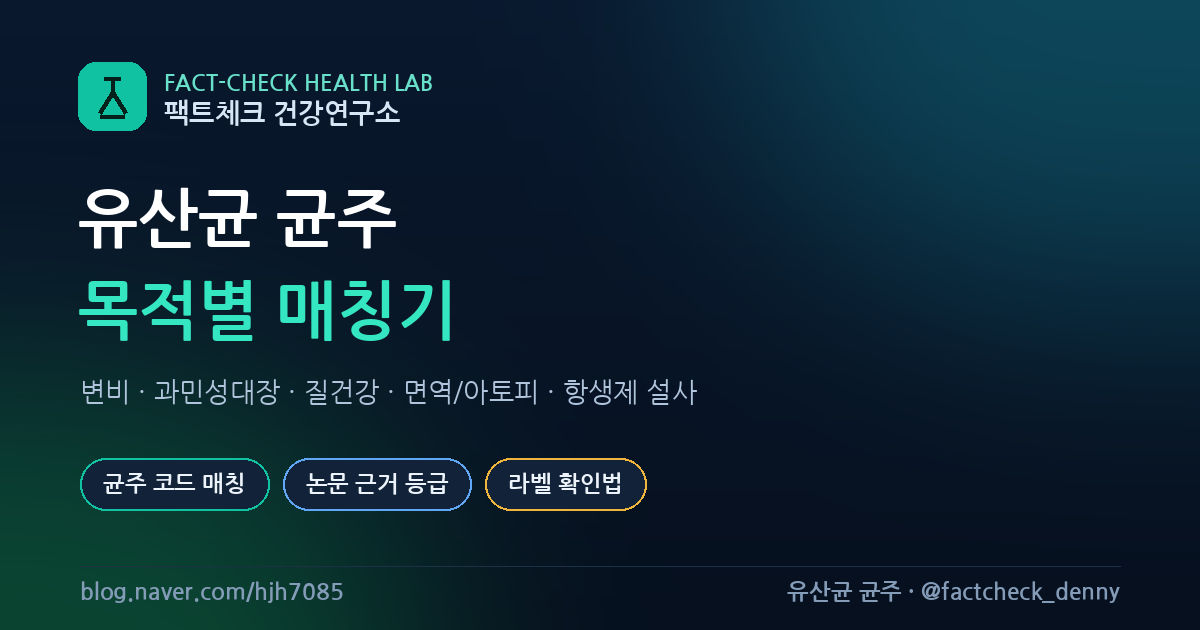 FACT-CHECK HEALTH LAB
팩트체크 건강연구소
유산균 균주
목적별 매칭기
변비 · 과민성대장 · 질건강 · 면역/아토피 · 항생제 설사
균주 코드 매칭
논문 근거 등급
라벨 확인법
blog.naver.com/hjh7085
유산균 균주 · @factcheck_denny